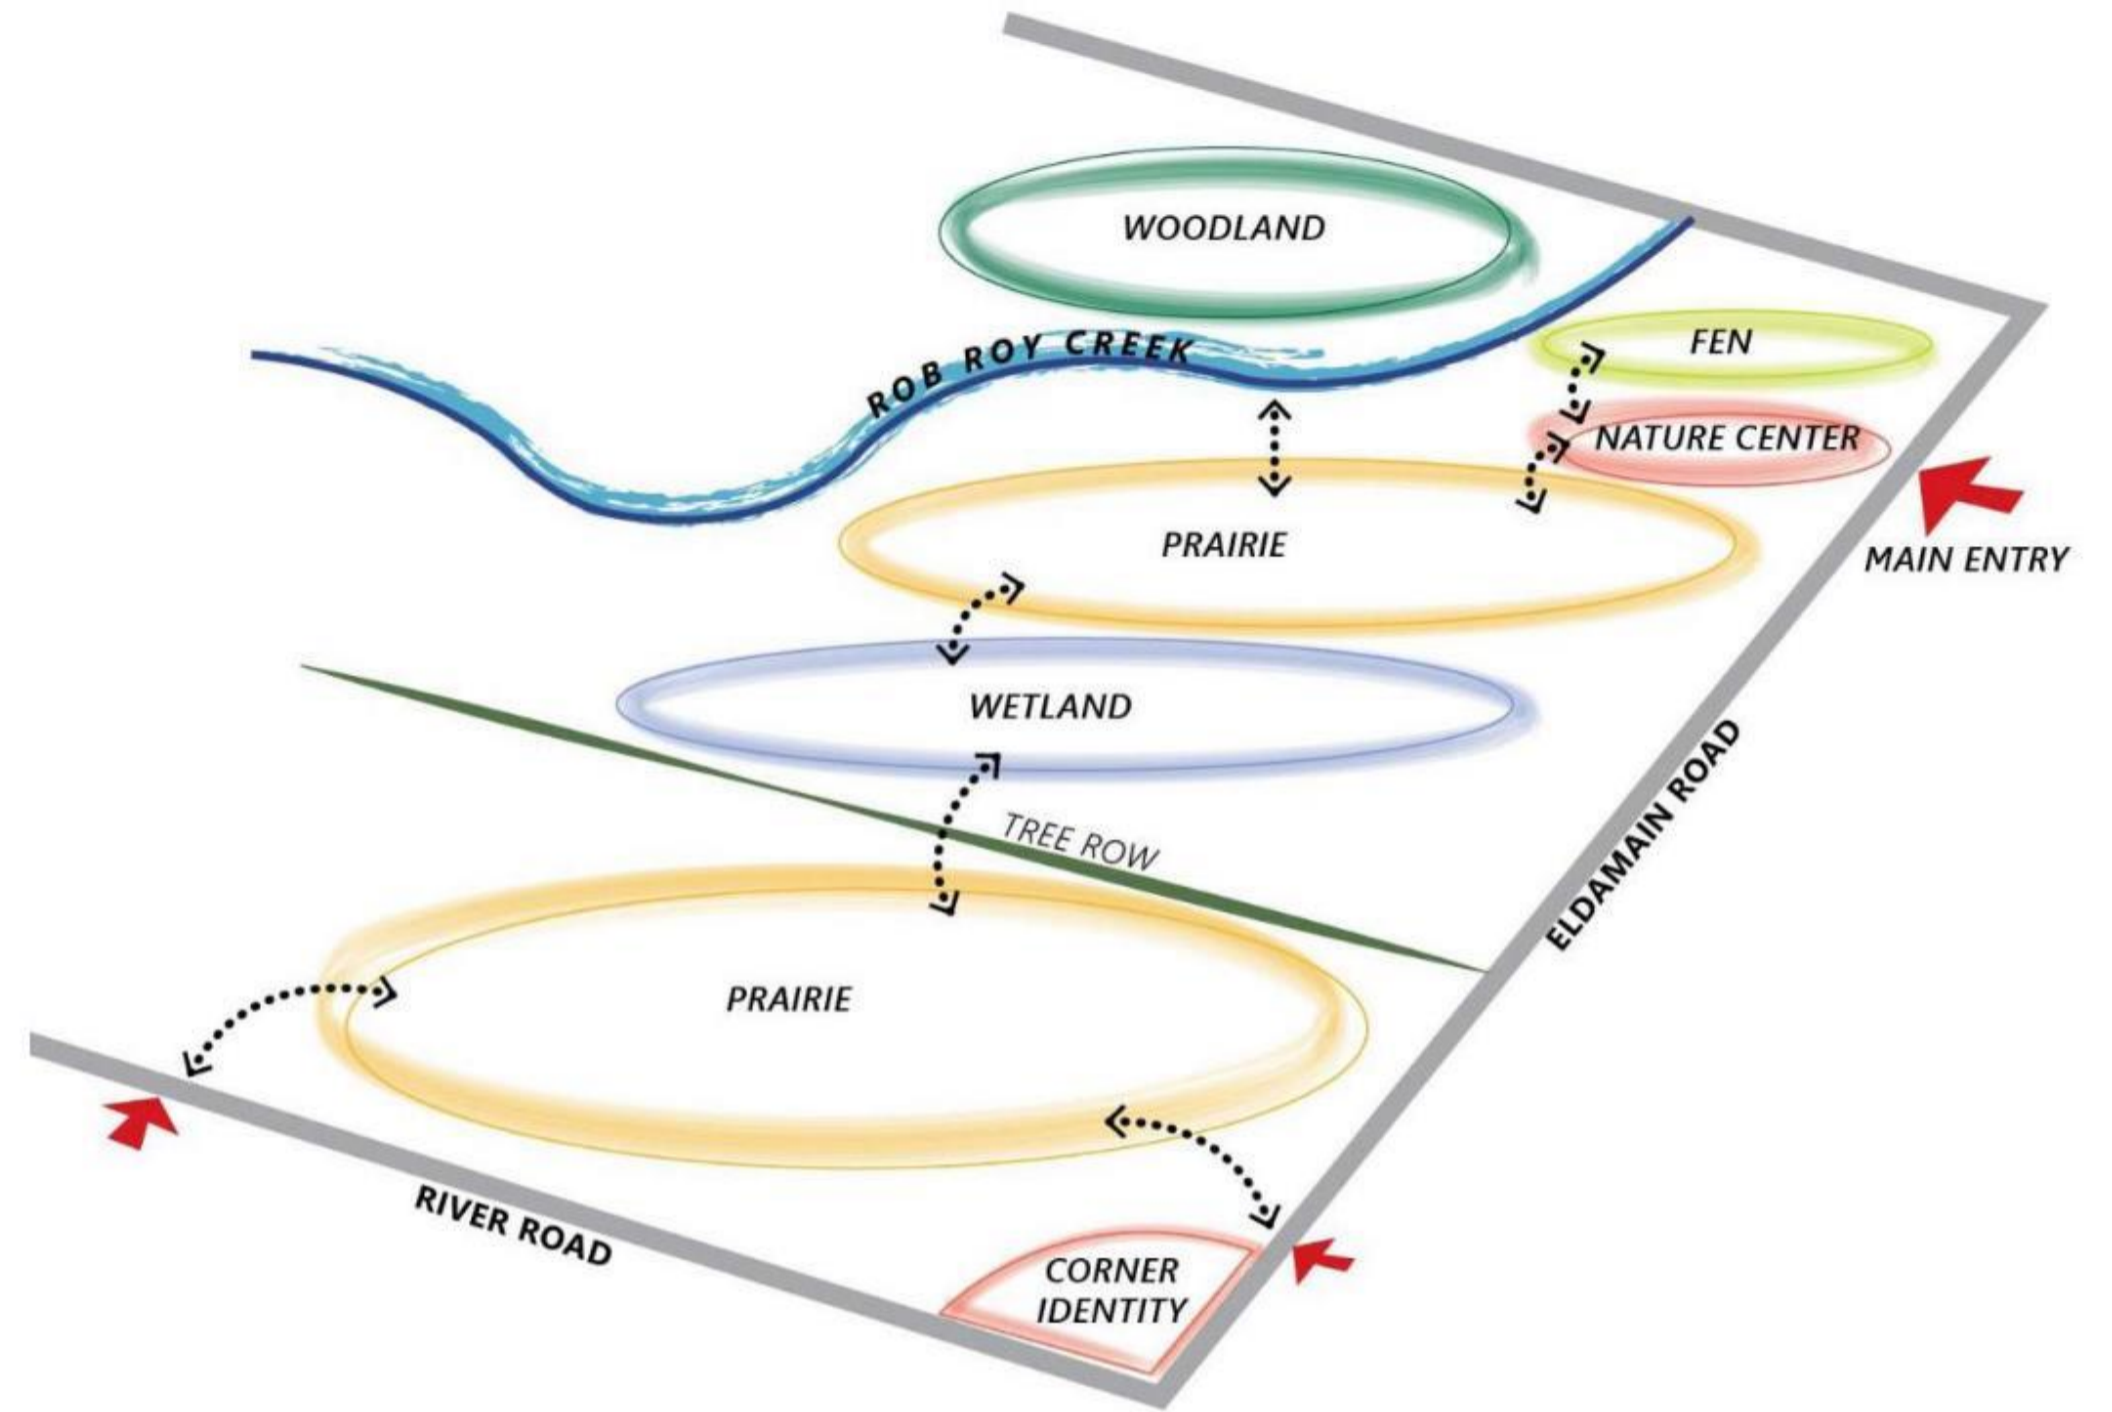 WOODLAND
FEN
ROB ROY CREEK
NATURE CENTER
PRAIRIE
MAIN ENTRY
WETLAND
TREE ROW
ELDAMAIN ROAD
PRAIRIE
RIVER ROAD
CORNER
IDENTITY